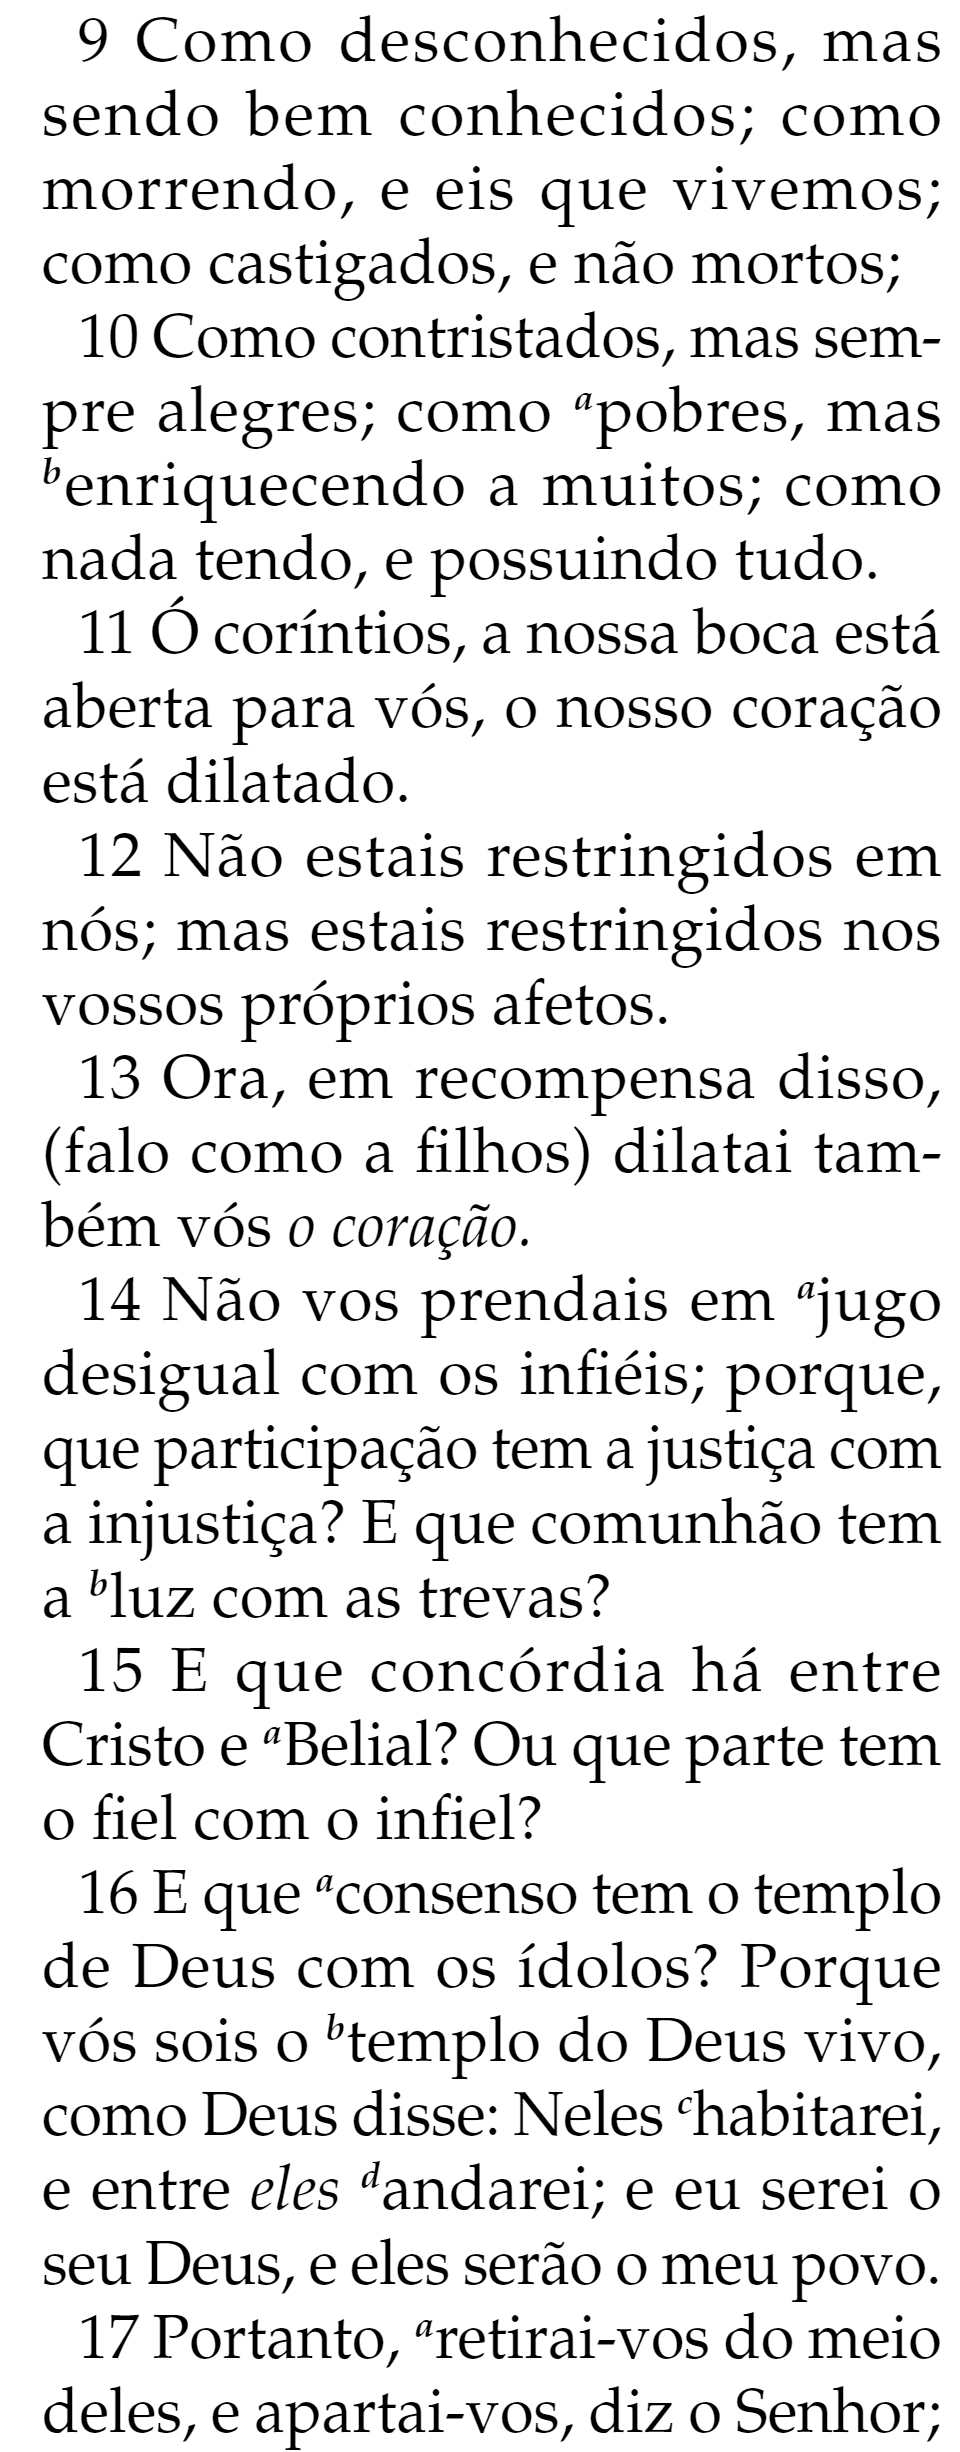 9 Como desconhecidos, mas
sendo bem conhecidos; como
morrendo, e eis que vivemos;
como castigados, e não mortos;
10 Como contristados, mas sem-
pre alegres; como ᵃpobres, mas
ᵇenriquecendo a muitos; como
nada tendo, e possuindo tudo.
11 Ó coríntios, a nossa boca está
aberta para vós, o nosso coração
está dilatado.
12 Não estais restringidos em
nós; mas estais restringidos nos
vossos próprios afetos.
13 Ora, em recompensa disso,
(falo como a filhos) dilatai tam-
bém vós o coração.
14 Não vos prendais em ᵃjugo
desigual com os infiéis; porque,
que participação tem a justiça com
a injustiça? E que comunhão tem
a ᵇluz com as trevas?
15 E que concórdia há entre
Cristo e ᵃBelial? Ou que parte tem
o fiel com o infiel?
16 E que ᵃconsenso tem o templo
de Deus com os ídolos? Porque
vós sois o ᵇtemplo do Deus vivo,
como Deus disse: Neles ᶜhabitarei,
e entre eles ᵈandarei; e eu serei o
seu Deus, e eles serão o meu povo.
17 Portanto, ᵃretirai-vos do meio
deles, e apartai-vos, diz o Senhor;